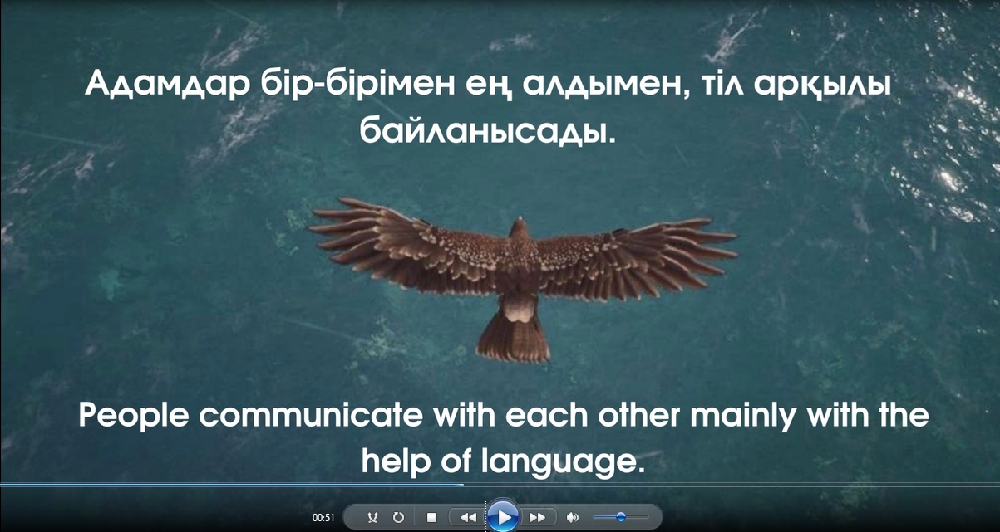 Адамдар бір-бірімен ең алдымен, тіл арқылы
байланысады.
People communicate with each other mainly with the
help of language.
00:51